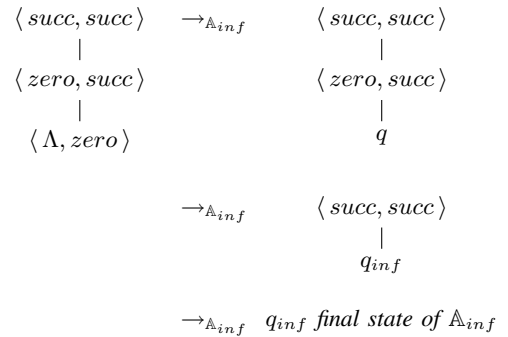 ⟨ succ, succ ⟩ →𝔸inf ⟨ succ, succ ⟩
⟨ zero, succ ⟩ ⟨ zero, succ ⟩
⟨ Λ, zero ⟩ q
→𝔸inf ⟨ succ, succ ⟩
qinf
→𝔸inf qinf final state of 𝔸inf